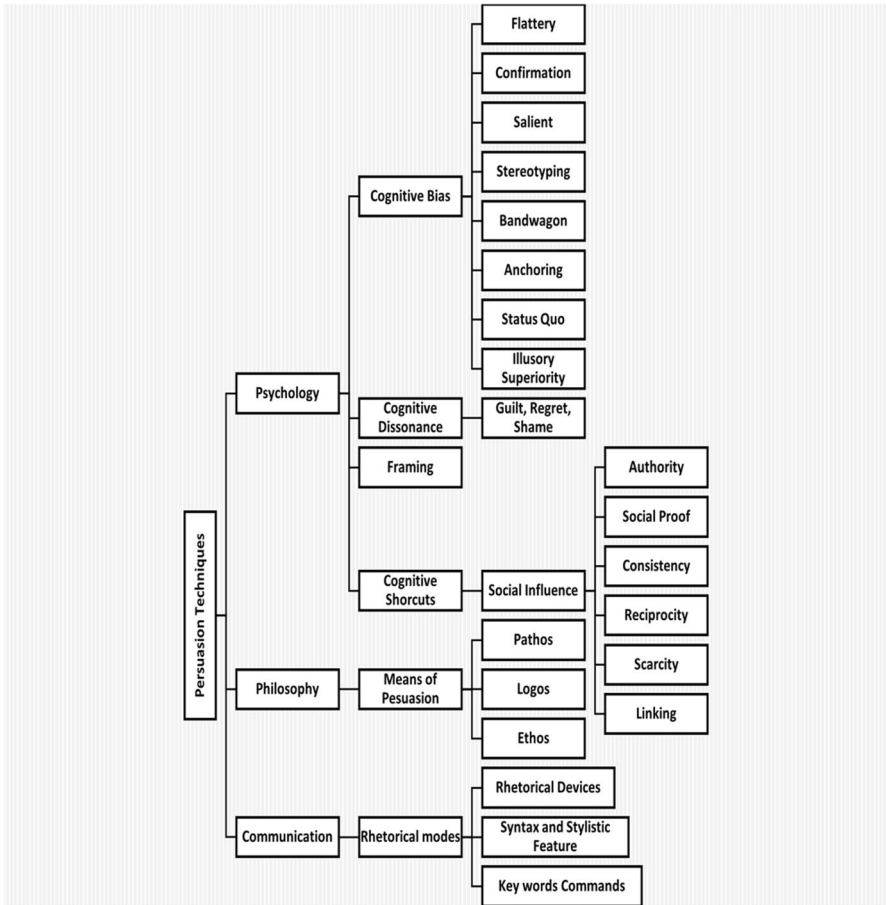 Flattery
Confirmation
Salient
Stereotyping
Cognitive Bias
Bandwagon
Anchoring
Status Quo
Illusory
Superiority
Psychology
Cognitive
Dissonance
Guilt, Regret,
Shame
Framing
Authority
Social Proof
Consistency
Cognitive
Shorcuts
Social Influence
Reciprocity
Scarcity
Linking
Persuasion Techniques
Philosophy
Means of
Pesuasion
Pathos
Logos
Ethos
Communication
Rhetorical modes
Rhetorical Devices
Syntax and Stylistic
Feature
Key words Commands